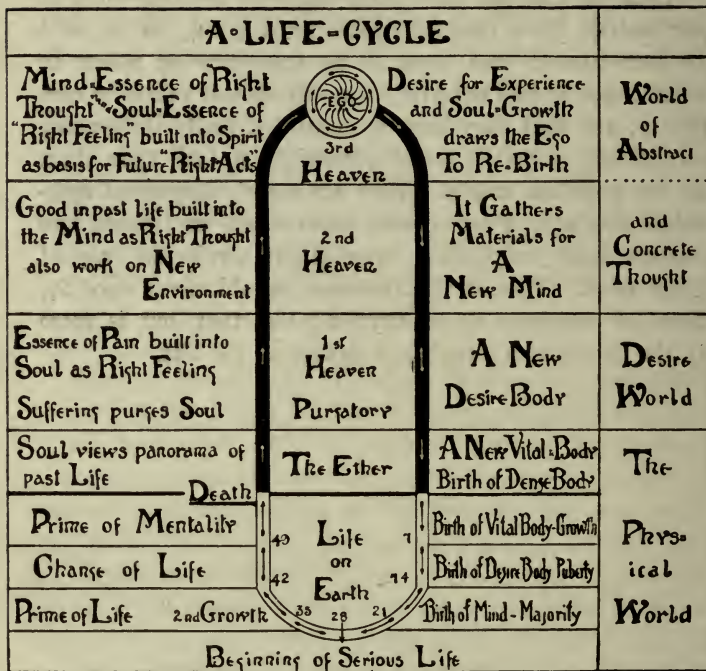 A LIFE-CYCLE
Mind-Essence of "Right
Thought" and Soul-Essence of
"Right Feeling" built into Spirit
as basis for Future "Right Acts"
EGO
3rd
Heaven
Desire for Experience
and Soul-Growth
draws the Ego
To Re-Birth
World
of
Abstract
Good in past life built into
the Mind as Right Thought
also work on New
Environment
2nd
Heaven
It Gathers
Materials for
A
New Mind
and
Concrete
Thought
Essence of Pain built into
Soul as Right Feeling
Suffering purges Soul
1st
Heaven
Purgatory
A New
Desire-Body
Desire
World
Soul views panorama of
past Life
Death
The Ether
A New Vital-Body
Birth of Dense Body
The
Phys-
ical
World
Prime of Mentality
49
Life
on
Earth
7
Birth of Vital Body-Growth
Change of Life
42
14
Birth of Desire Body Puberty
Prime of Life 2nd Growth
35
28
21
Birth of Mind-Majority
Beginning of Serious Life